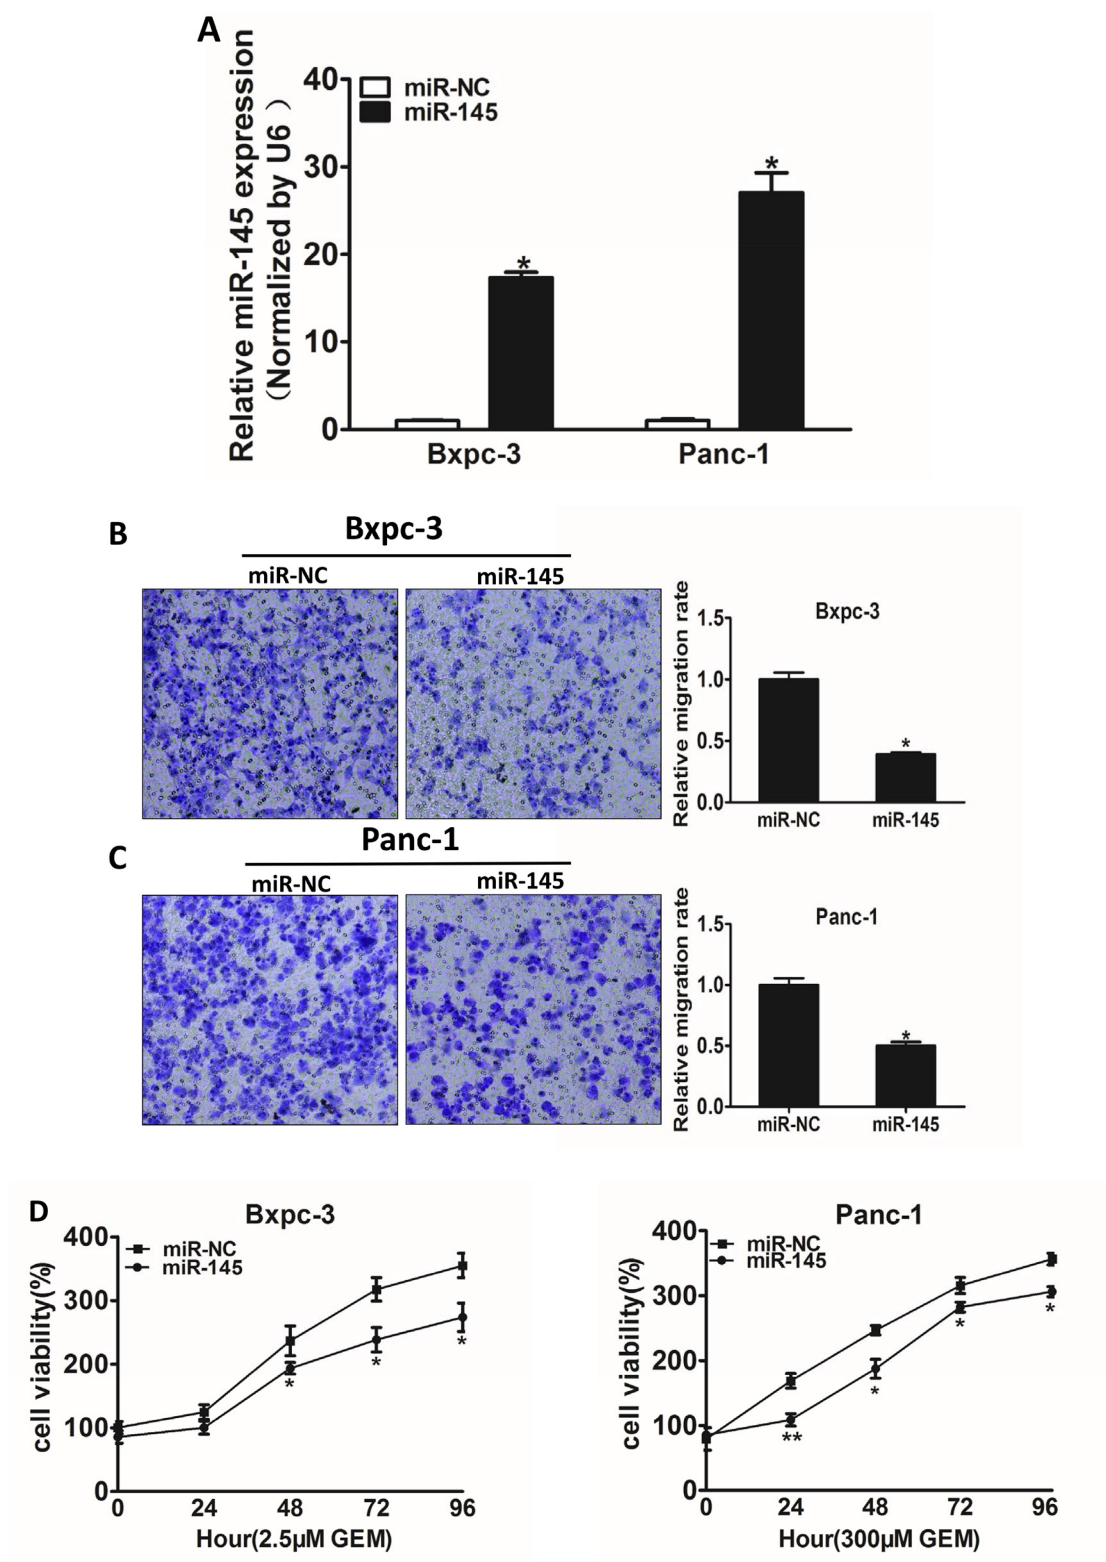 A
Relative miR-145 expression
(Normalized by U6 )
40
30
20
10
0
miR-NC
miR-145
*
*
Bxpc-3
Panc-1
B
Bxpc-3
miR-NC
miR-145
Relative migration rate
Bxpc-3
1.5
1.0
0.5
0.0
*
miR-NC
miR-145
C
Panc-1
miR-NC
miR-145
Relative migration rate
Panc-1
1.5
1.0
0.5
0.0
*
miR-NC
miR-145
D
Bxpc-3
cell viability(%)
400
300
200
100
0
miR-NC
miR-145
*
*
*
0 24 48 72 96
Hour(2.5μM GEM)
Panc-1
cell viability(%)
400
300
200
100
0
miR-NC
miR-145
**
*
*
*
0 24 48 72 96
Hour(300μM GEM)